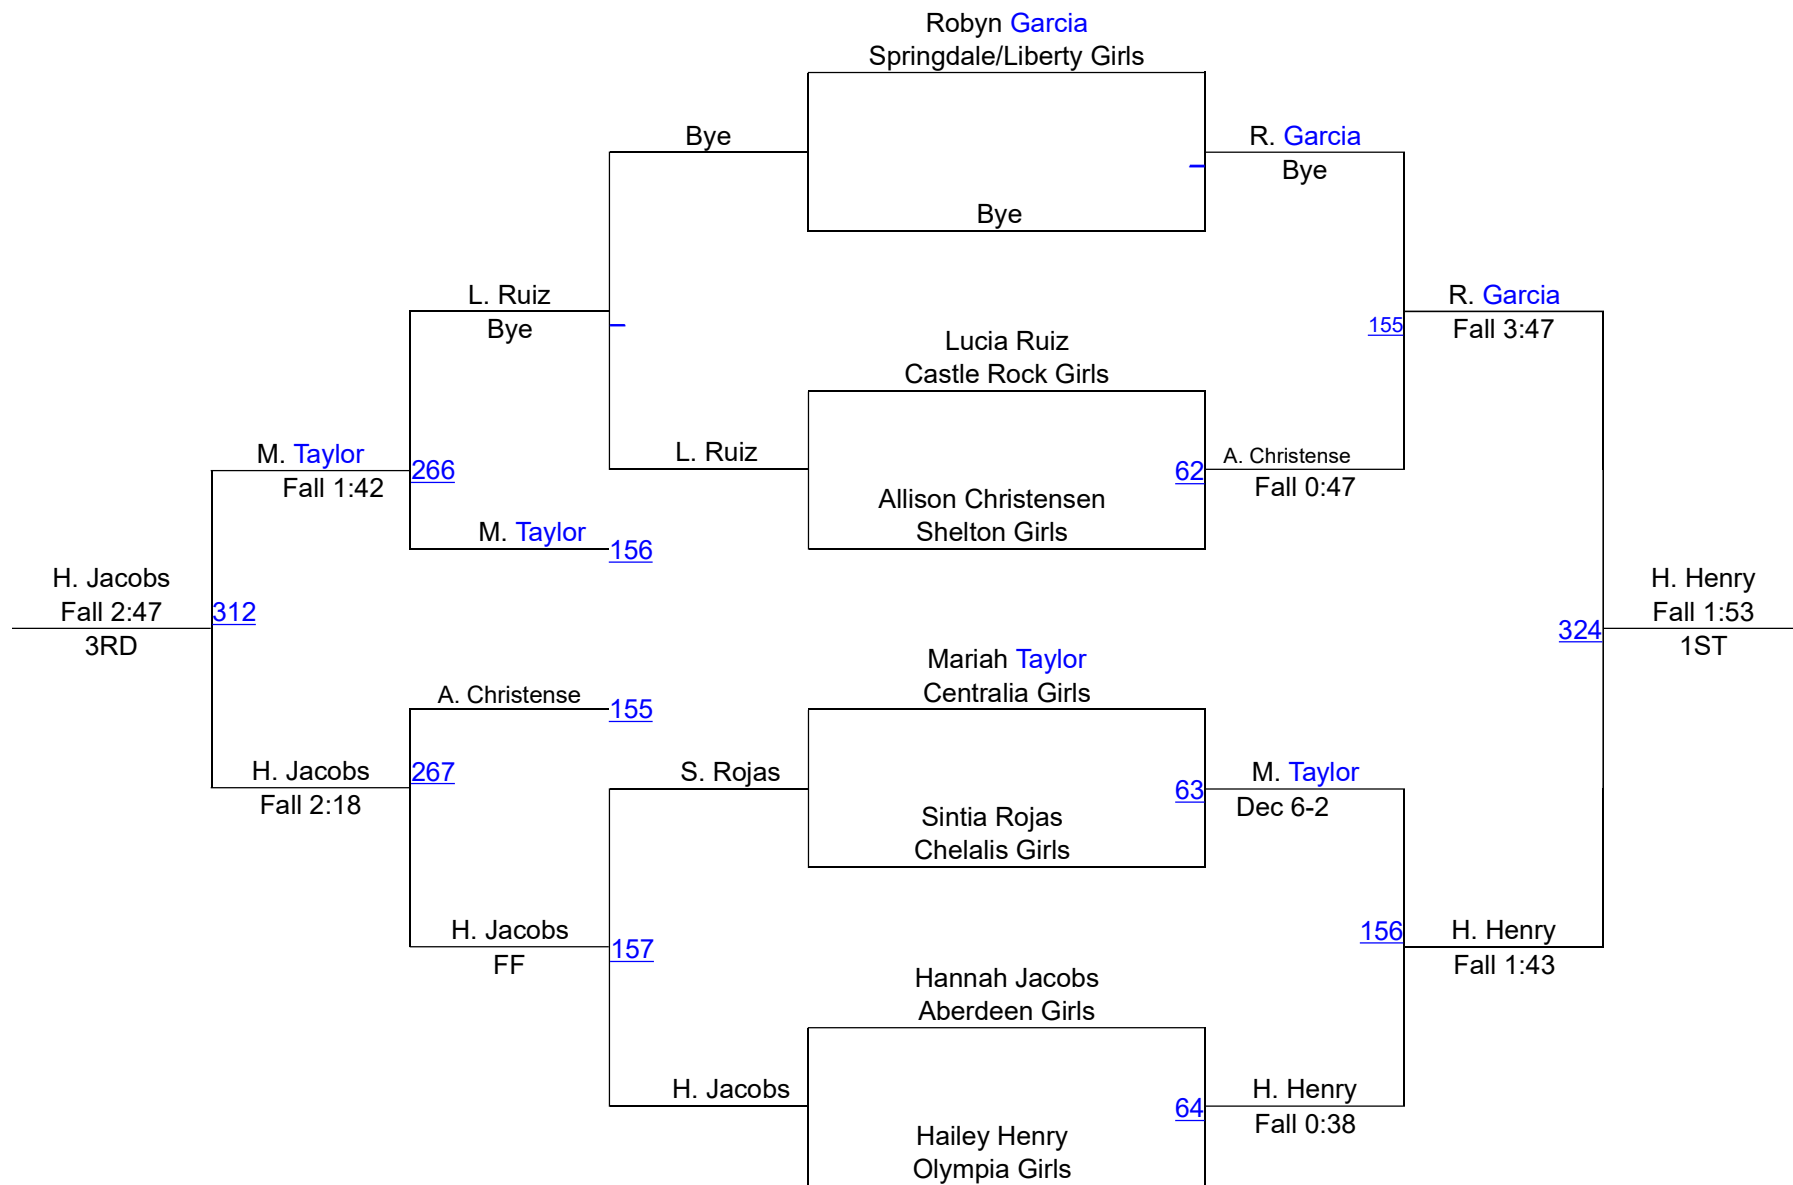 Robyn Garcia
Springdale/Liberty Girls
Bye
R. Garcia
Bye
Bye
L. Ruiz
Bye
R. Garcia
155
Fall 3:47
Lucia Ruiz
Castle Rock Girls
M. Taylor
266
Fall 1:42
L. Ruiz
62
A. Christense
Fall 0:47
Allison Christensen
Shelton Girls
M. Taylor
156
H. Jacobs
Fall 2:47
312
3RD
H. Henry
Fall 1:53
324
1ST
Mariah Taylor
Centralia Girls
A. Christense
155
S. Rojas
63
M. Taylor
Dec 6-2
H. Jacobs
267
Fall 2:18
Sintia Rojas
Chelalis Girls
H. Jacobs
157
FF
156
H. Henry
Fall 1:43
Hannah Jacobs
Aberdeen Girls
H. Jacobs
64
H. Henry
Fall 0:38
Hailey Henry
Olympia Girls